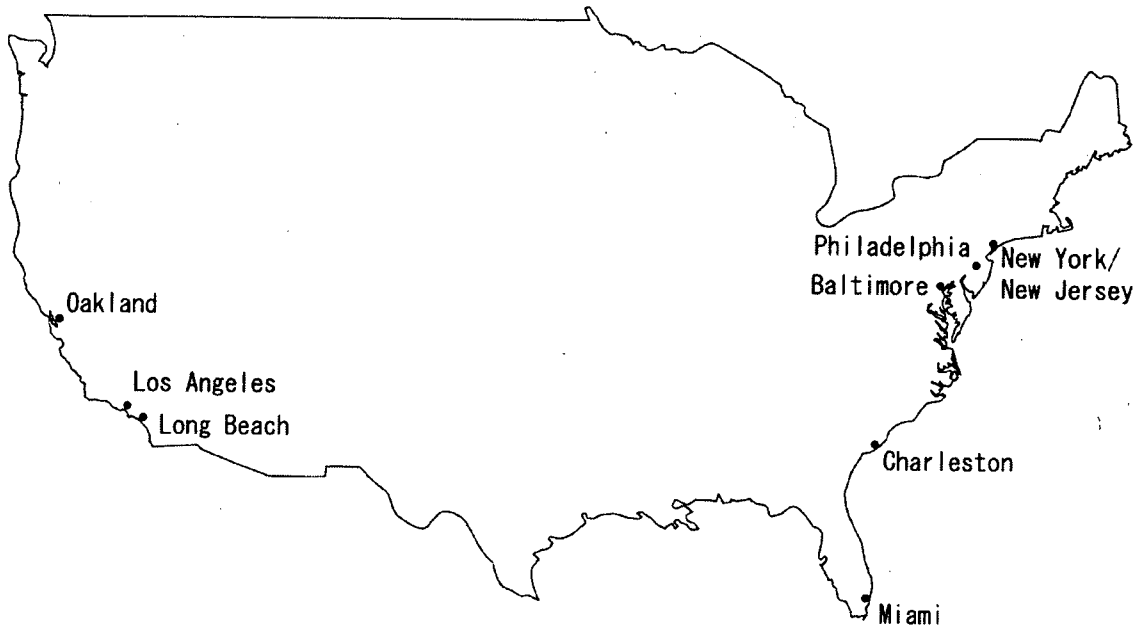 Philadelphia
New York/
New Jersey
Baltimore
Oakland
Los Angeles
Long Beach
Charleston
Miami